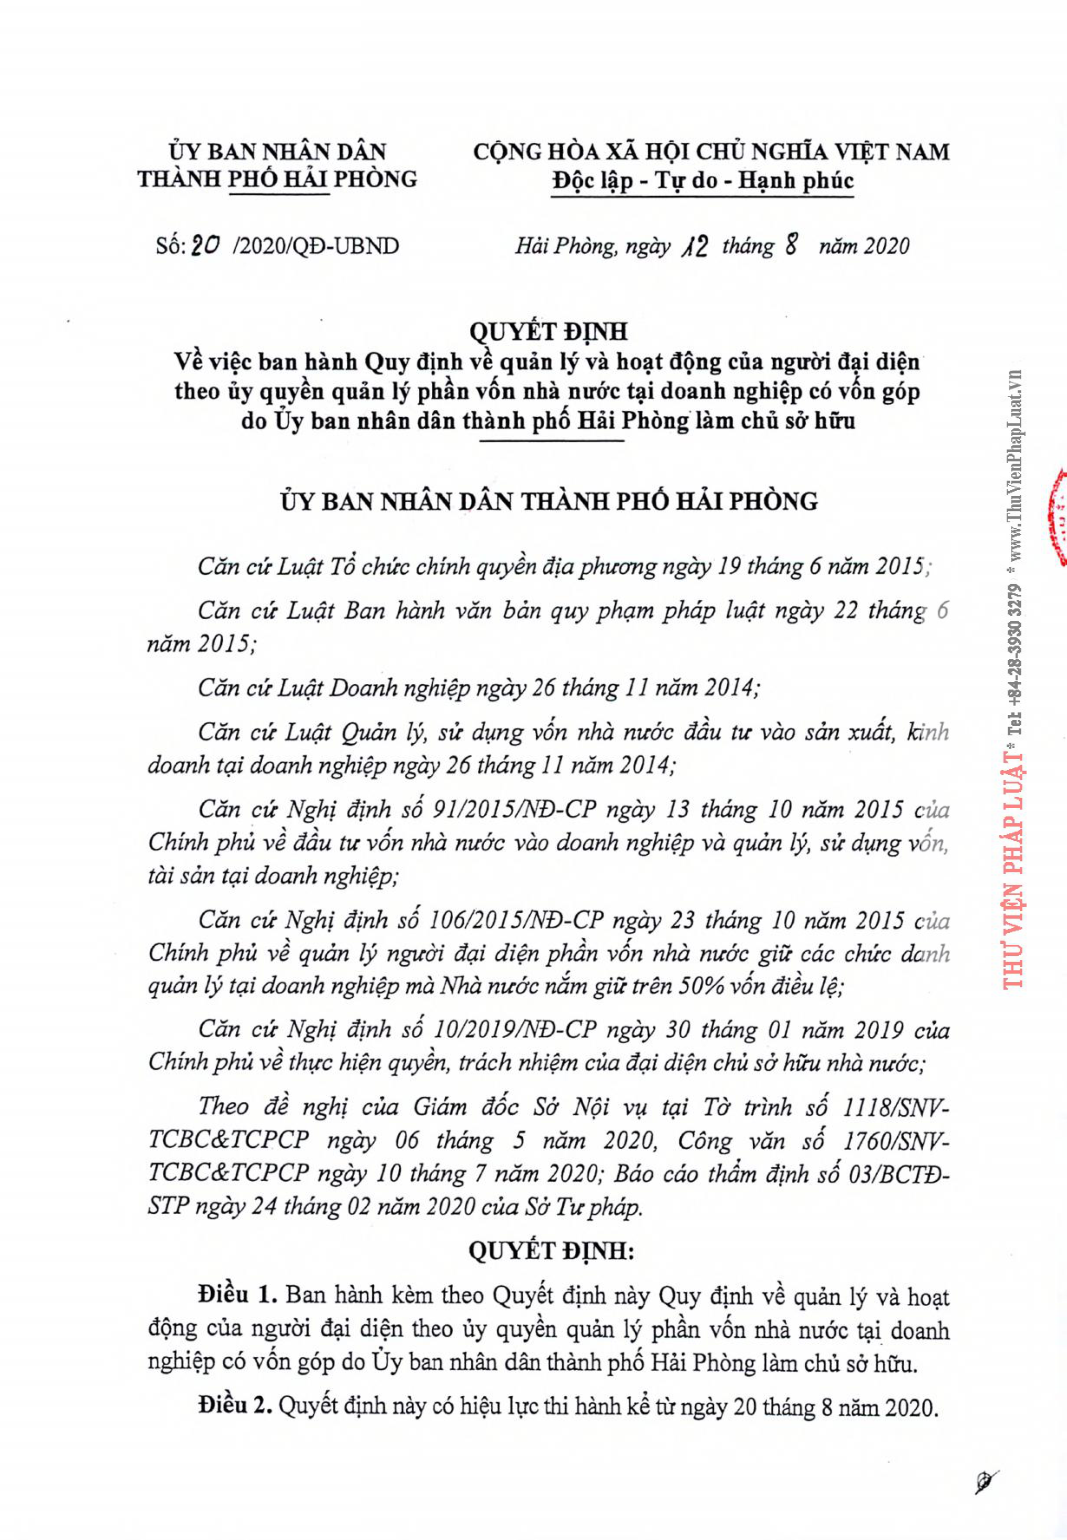 ỦY BAN NHÂN DÂN
THÀNH PHỐ HẢI PHÒNG
CỘNG HÒA XÃ HỘI CHỦ NGHĨA VIỆT NAM
Độc lập - Tự do - Hạnh phúc
Số: 20 /2020/QĐ-UBND
Hải Phòng, ngày 12 tháng 8 năm 2020
QUYẾT ĐỊNH
Về việc ban hành Quy định về quản lý và hoạt động của người đại diện
theo ủy quyền quản lý phần vốn nhà nước tại doanh nghiệp có vốn góp
do Ủy ban nhân dân thành phố Hải Phòng làm chủ sở hữu
ỦY BAN NHÂN DÂN THÀNH PHỐ HẢI PHÒNG
Căn cứ Luật Tổ chức chính quyền địa phương ngày 19 tháng 6 năm 2015;
Căn cứ Luật Ban hành văn bản quy phạm pháp luật ngày 22 tháng 6
năm 2015;
Căn cứ Luật Doanh nghiệp ngày 26 tháng 11 năm 2014;
Căn cứ Luật Quản lý, sử dụng vốn nhà nước đầu tư vào sản xuất, kinh
doanh tại doanh nghiệp ngày 26 tháng 11 năm 2014;
Căn cứ Nghị định số 91/2015/NĐ-CP ngày 13 tháng 10 năm 2015 của
Chính phủ về đầu tư vốn nhà nước vào doanh nghiệp và quản lý, sử dụng vốn,
tài sản tại doanh nghiệp;
Căn cứ Nghị định số 106/2015/NĐ-CP ngày 23 tháng 10 năm 2015 của
Chính phủ về quản lý người đại diện phần vốn nhà nước giữ các chức danh
quản lý tại doanh nghiệp mà Nhà nước nắm giữ trên 50% vốn điều lệ;
Căn cứ Nghị định số 10/2019/NĐ-CP ngày 30 tháng 01 năm 2019 của
Chính phủ về thực hiện quyền, trách nhiệm của đại diện chủ sở hữu nhà nước;
Theo đề nghị của Giám đốc Sở Nội vụ tại Tờ trình số 1118/SNV-
TCBC&TCPCP ngày 06 tháng 5 năm 2020, Công văn số 1760/SNV-
TCBC&TCPCP ngày 10 tháng 7 năm 2020; Báo cáo thẩm định số 03/BCTĐ-
STP ngày 24 tháng 02 năm 2020 của Sở Tư pháp.
QUYẾT ĐỊNH:
Điều 1. Ban hành kèm theo Quyết định này Quy định về quản lý và hoạt
động của người đại diện theo ủy quyền quản lý phần vốn nhà nước tại doanh
nghiệp có vốn góp do Ủy ban nhân dân thành phố Hải Phòng làm chủ sở hữu.
Điều 2. Quyết định này có hiệu lực thi hành kể từ ngày 20 tháng 8 năm 2020.
THƯ VIỆN PHÁP LUẬT * Tel: +84-28-3930 3279 * www.ThuVienPhapLuat.vn